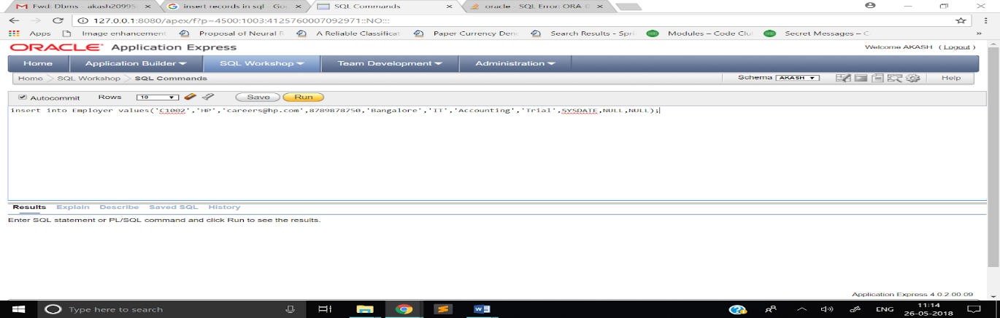 Fwd: Dbms - akash20995 × insert records in sql - Goo × SQL Commands × oracle - SQL Error: ORA 0 ×
127.0.0.1:8080/apex/f?p=4500:1003:4125760007092971::NO:::
Apps Image enhancement Proposal of Neural A Reliable Classificat Paper Currency Deno Search Results - Spri Modules – Code Clu Secret Messages – C »
ORACLE Application Express Welcome AKASH (Logout)
Home Application Builder SQL Workshop Team Development Administration
Home > SQL Workshop > SQL Commands Schema AKASH Help
Autocommit Rows 10 Save Run
insert into Employer values('C1002','HP','careers@hp.com',8789878750,'Bangalore','IT','Accounting','Trial',SYSDATE,NULL,NULL);
Results Explain Describe Saved SQL History
Enter SQL statement or PL/SQL command and click Run to see the results.
Application Express 4.0.2.00.09
Type here to search ENG 11:14
26-05-2018